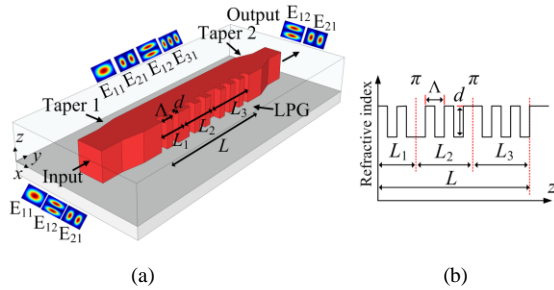 Output E₁₂ E₂₁
Taper 2
E₁₁ E₂₁ E₁₂ E₃₁
Taper 1
Λ d
L₁ L₂ L₃
LPG
L
z
y
x
Input
E₁₁ E₁₂ E₂₁
(a)
π π
Λ
d
Refractive index
L₁ L₂ L₃
L
z
(b)